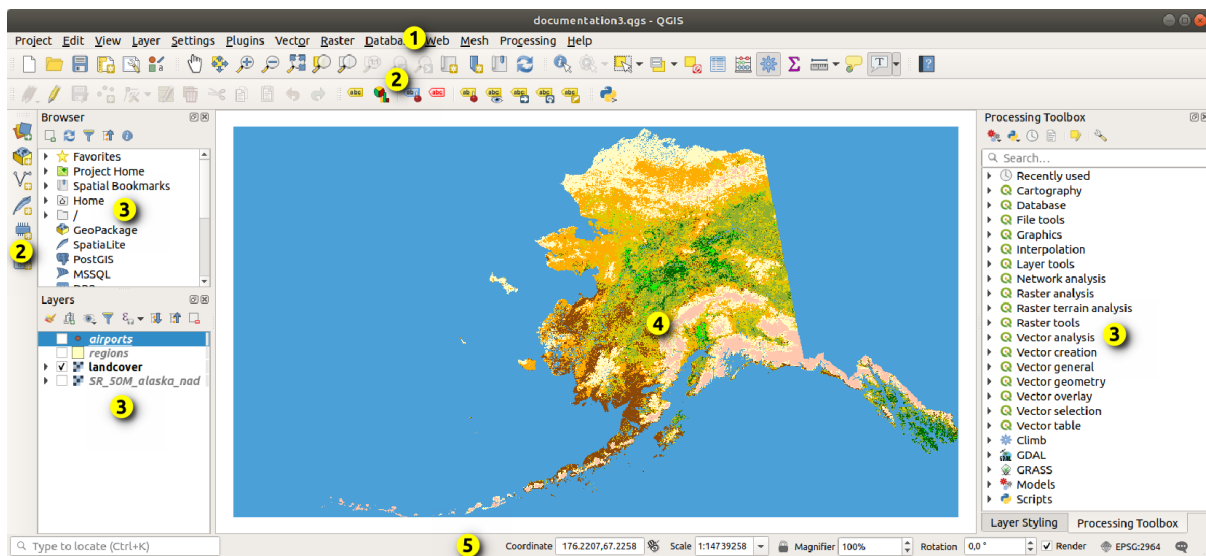 documentation3.qgs - QGIS
Project Edit View Layer Settings Plugins Vector Raster Database Web Mesh Processing Help
1
2
abc
abc
abc
Browser
Favorites
Project Home
Spatial Bookmarks
Home
/
3
GeoPackage
SpatiaLite
PostGIS
MSSQL
2
Layers
airports
regions
landcover
SR_50M_alaska_nad
3
4
Processing Toolbox
Search...
Recently used
Cartography
Database
File tools
Graphics
Interpolation
Layer tools
Network analysis
Raster analysis
Raster terrain analysis
Raster tools
Vector analysis
3
Vector creation
Vector general
Vector geometry
Vector overlay
Vector selection
Vector table
Climb
GDAL
GRASS
Models
Scripts
Layer Styling Processing Toolbox
Type to locate (Ctrl+K)
5
Coordinate 176.2207,67.2258 Scale 1:14739258 Magnifier 100% Rotation 0,0 ° Render EPSG:2964